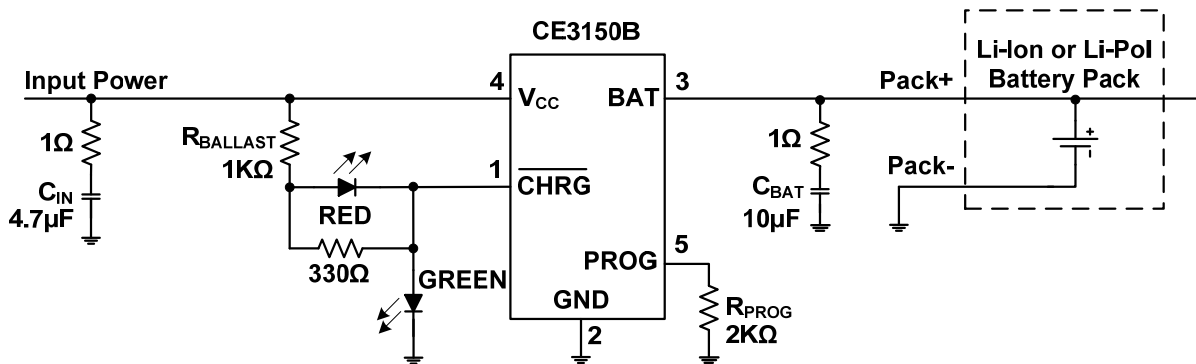 CE3150B
Li-Ion or Li-Pol
Battery Pack
Input Power
4
3
Pack+
V_CC
BAT
1Ω
R_BALLAST
1KΩ
1Ω
+
-
1
CHRG
Pack-
C_IN
4.7µF
RED
C_BAT
10µF
330Ω
5
PROG
GREEN
GND
2
R_PROG
2KΩ